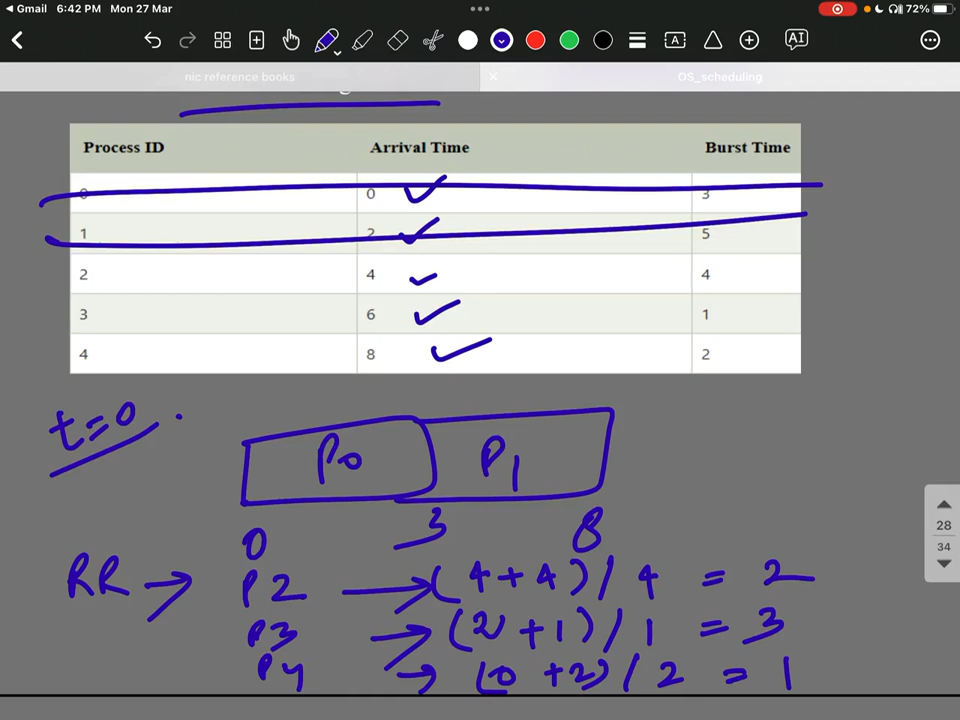 Gmail 6:42 PM Mon 27 Mar 72%
AI
nic reference books OS_scheduling
Process ID Arrival Time Burst Time
0 0 3
1 2 5
2 4 4
3 6 1
4 8 2
t=0
P0 P1
0 3 8
RR → P2 → (4+4)/4 = 2
P3 → (2+1)/1 = 3
P4 → (0+2)/2 = 1
28
34